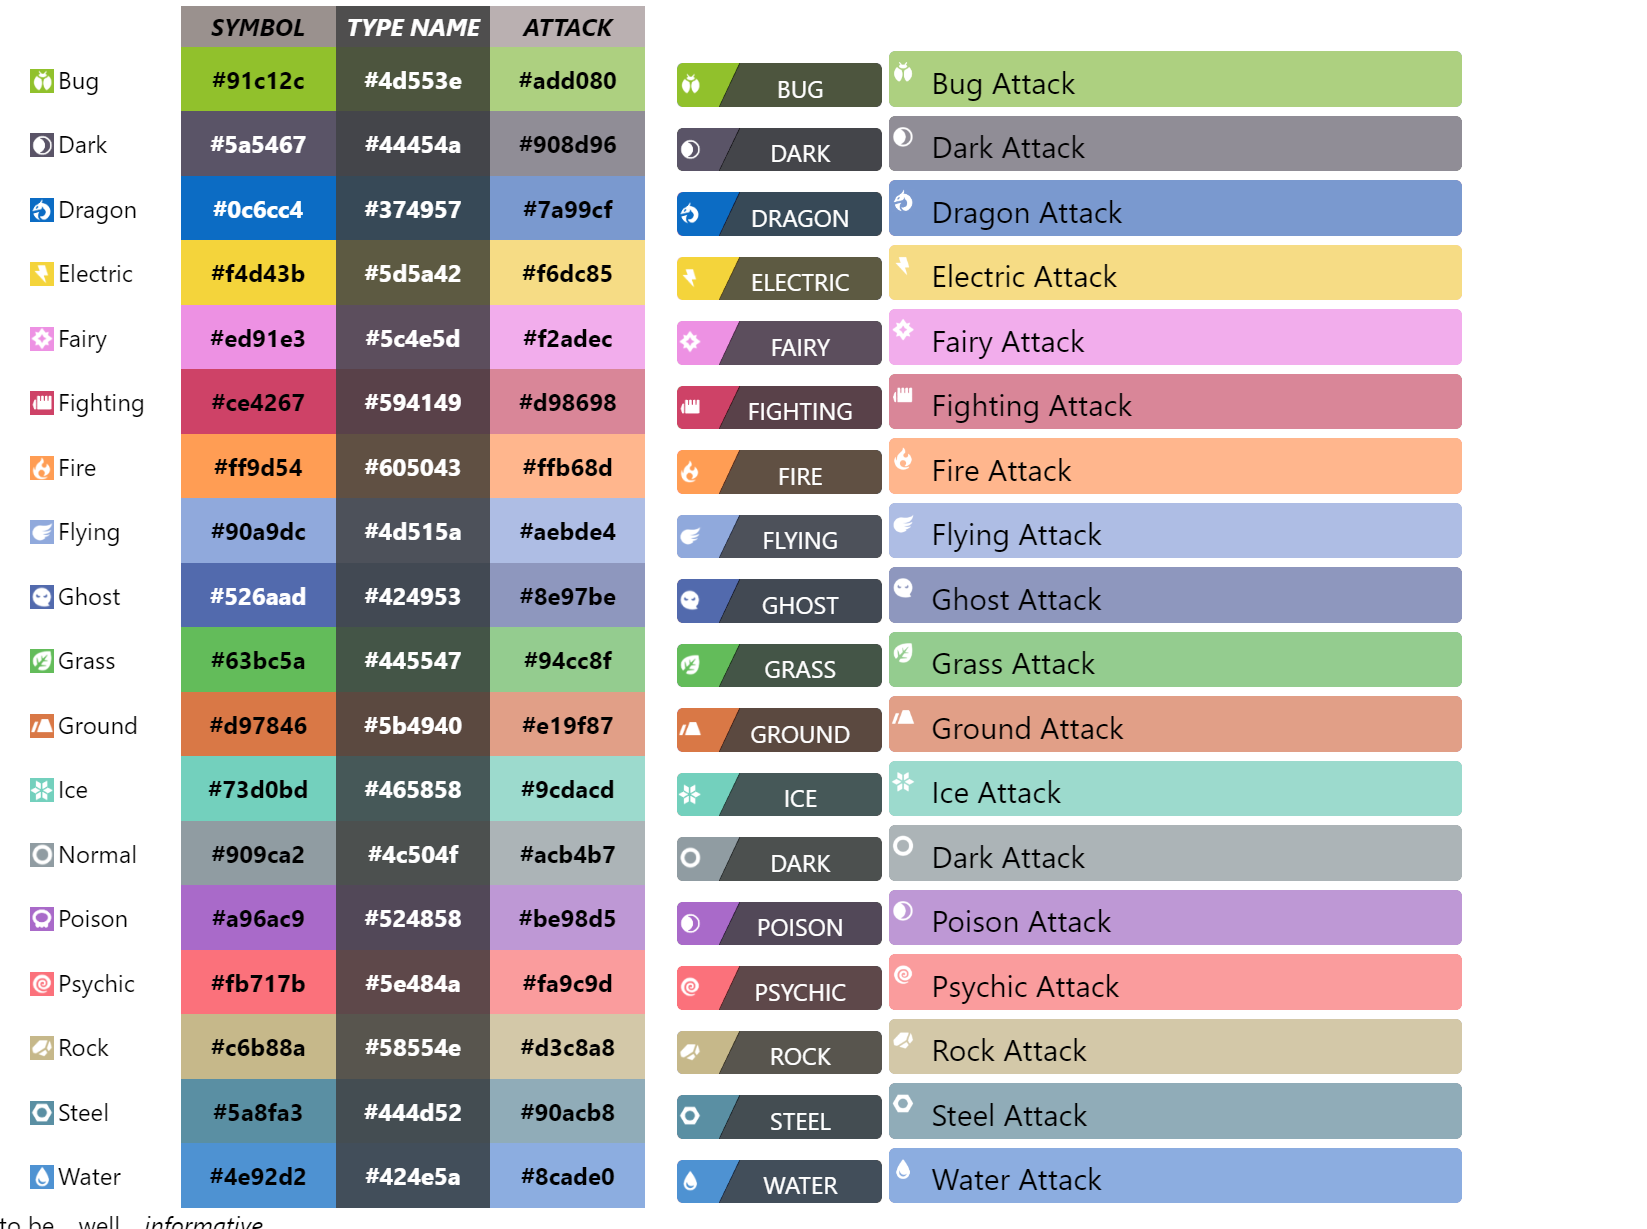 SYMBOL TYPE NAME ATTACK
Bug #91c12c #4d553e #add080 BUG Bug Attack
Dark #5a5467 #44454a #908d96 DARK Dark Attack
Dragon #0c6cc4 #374957 #7a99cf DRAGON Dragon Attack
Electric #f4d43b #5d5a42 #f6dc85 ELECTRIC Electric Attack
Fairy #ed91e3 #5c4e5d #f2adec FAIRY Fairy Attack
Fighting #ce4267 #594149 #d98698 FIGHTING Fighting Attack
Fire #ff9d54 #605043 #ffb68d FIRE Fire Attack
Flying #90a9dc #4d515a #aebde4 FLYING Flying Attack
Ghost #526aad #424953 #8e97be GHOST Ghost Attack
Grass #63bc5a #445547 #94cc8f GRASS Grass Attack
Ground #d97846 #5b4940 #e19f87 GROUND Ground Attack
Ice #73d0bd #465858 #9cdacd ICE Ice Attack
Normal #909ca2 #4c504f #acb4b7 DARK Dark Attack
Poison #a96ac9 #524858 #be98d5 POISON Poison Attack
Psychic #fb717b #5e484a #fa9c9d PSYCHIC Psychic Attack
Rock #c6b88a #58554e #d3c8a8 ROCK Rock Attack
Steel #5a8fa3 #444d52 #90acb8 STEEL Steel Attack
Water #4e92d2 #424e5a #8cade0 WATER Water Attack
to be... well... informative